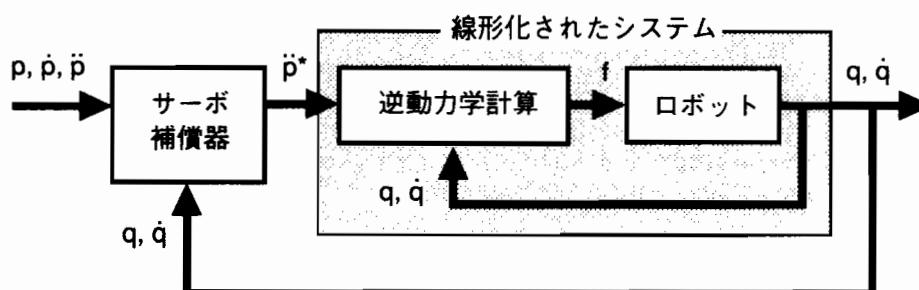 線形化されたシステム
p, ṗ, p̈
サーボ
補償器
p̈*
逆動力学計算
f
ロボット
q, q̇
q, q̇
q, q̇